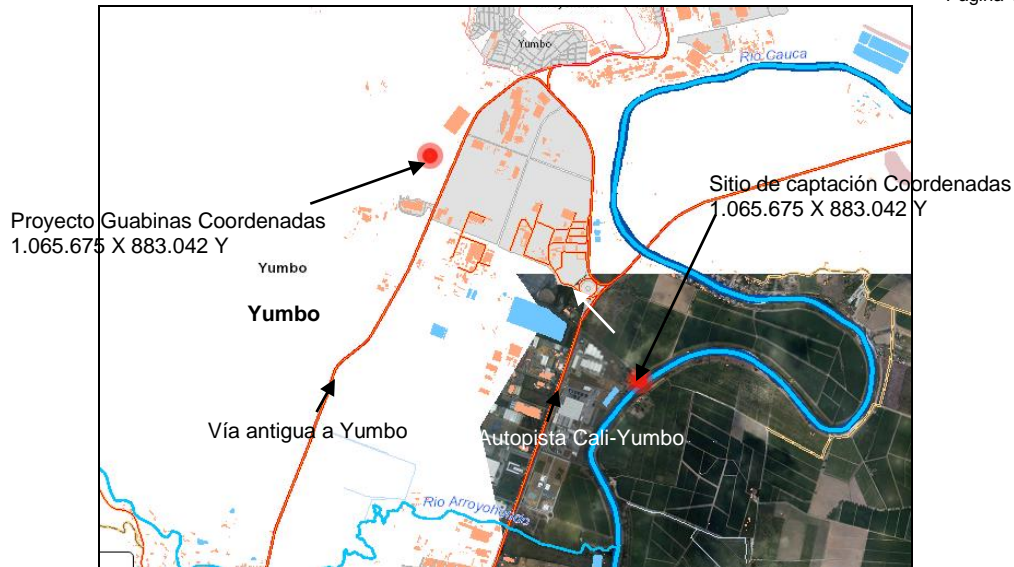 Yumbo
Rio Cauca
Sitio de captación Coordenadas
1.065.675 X 883.042 Y
Proyecto Guabinas Coordenadas
1.065.675 X 883.042 Y
Yumbo
Yumbo
Vía antigua a Yumbo
Autopista Cali-Yumbo
Rio Arroyohondo